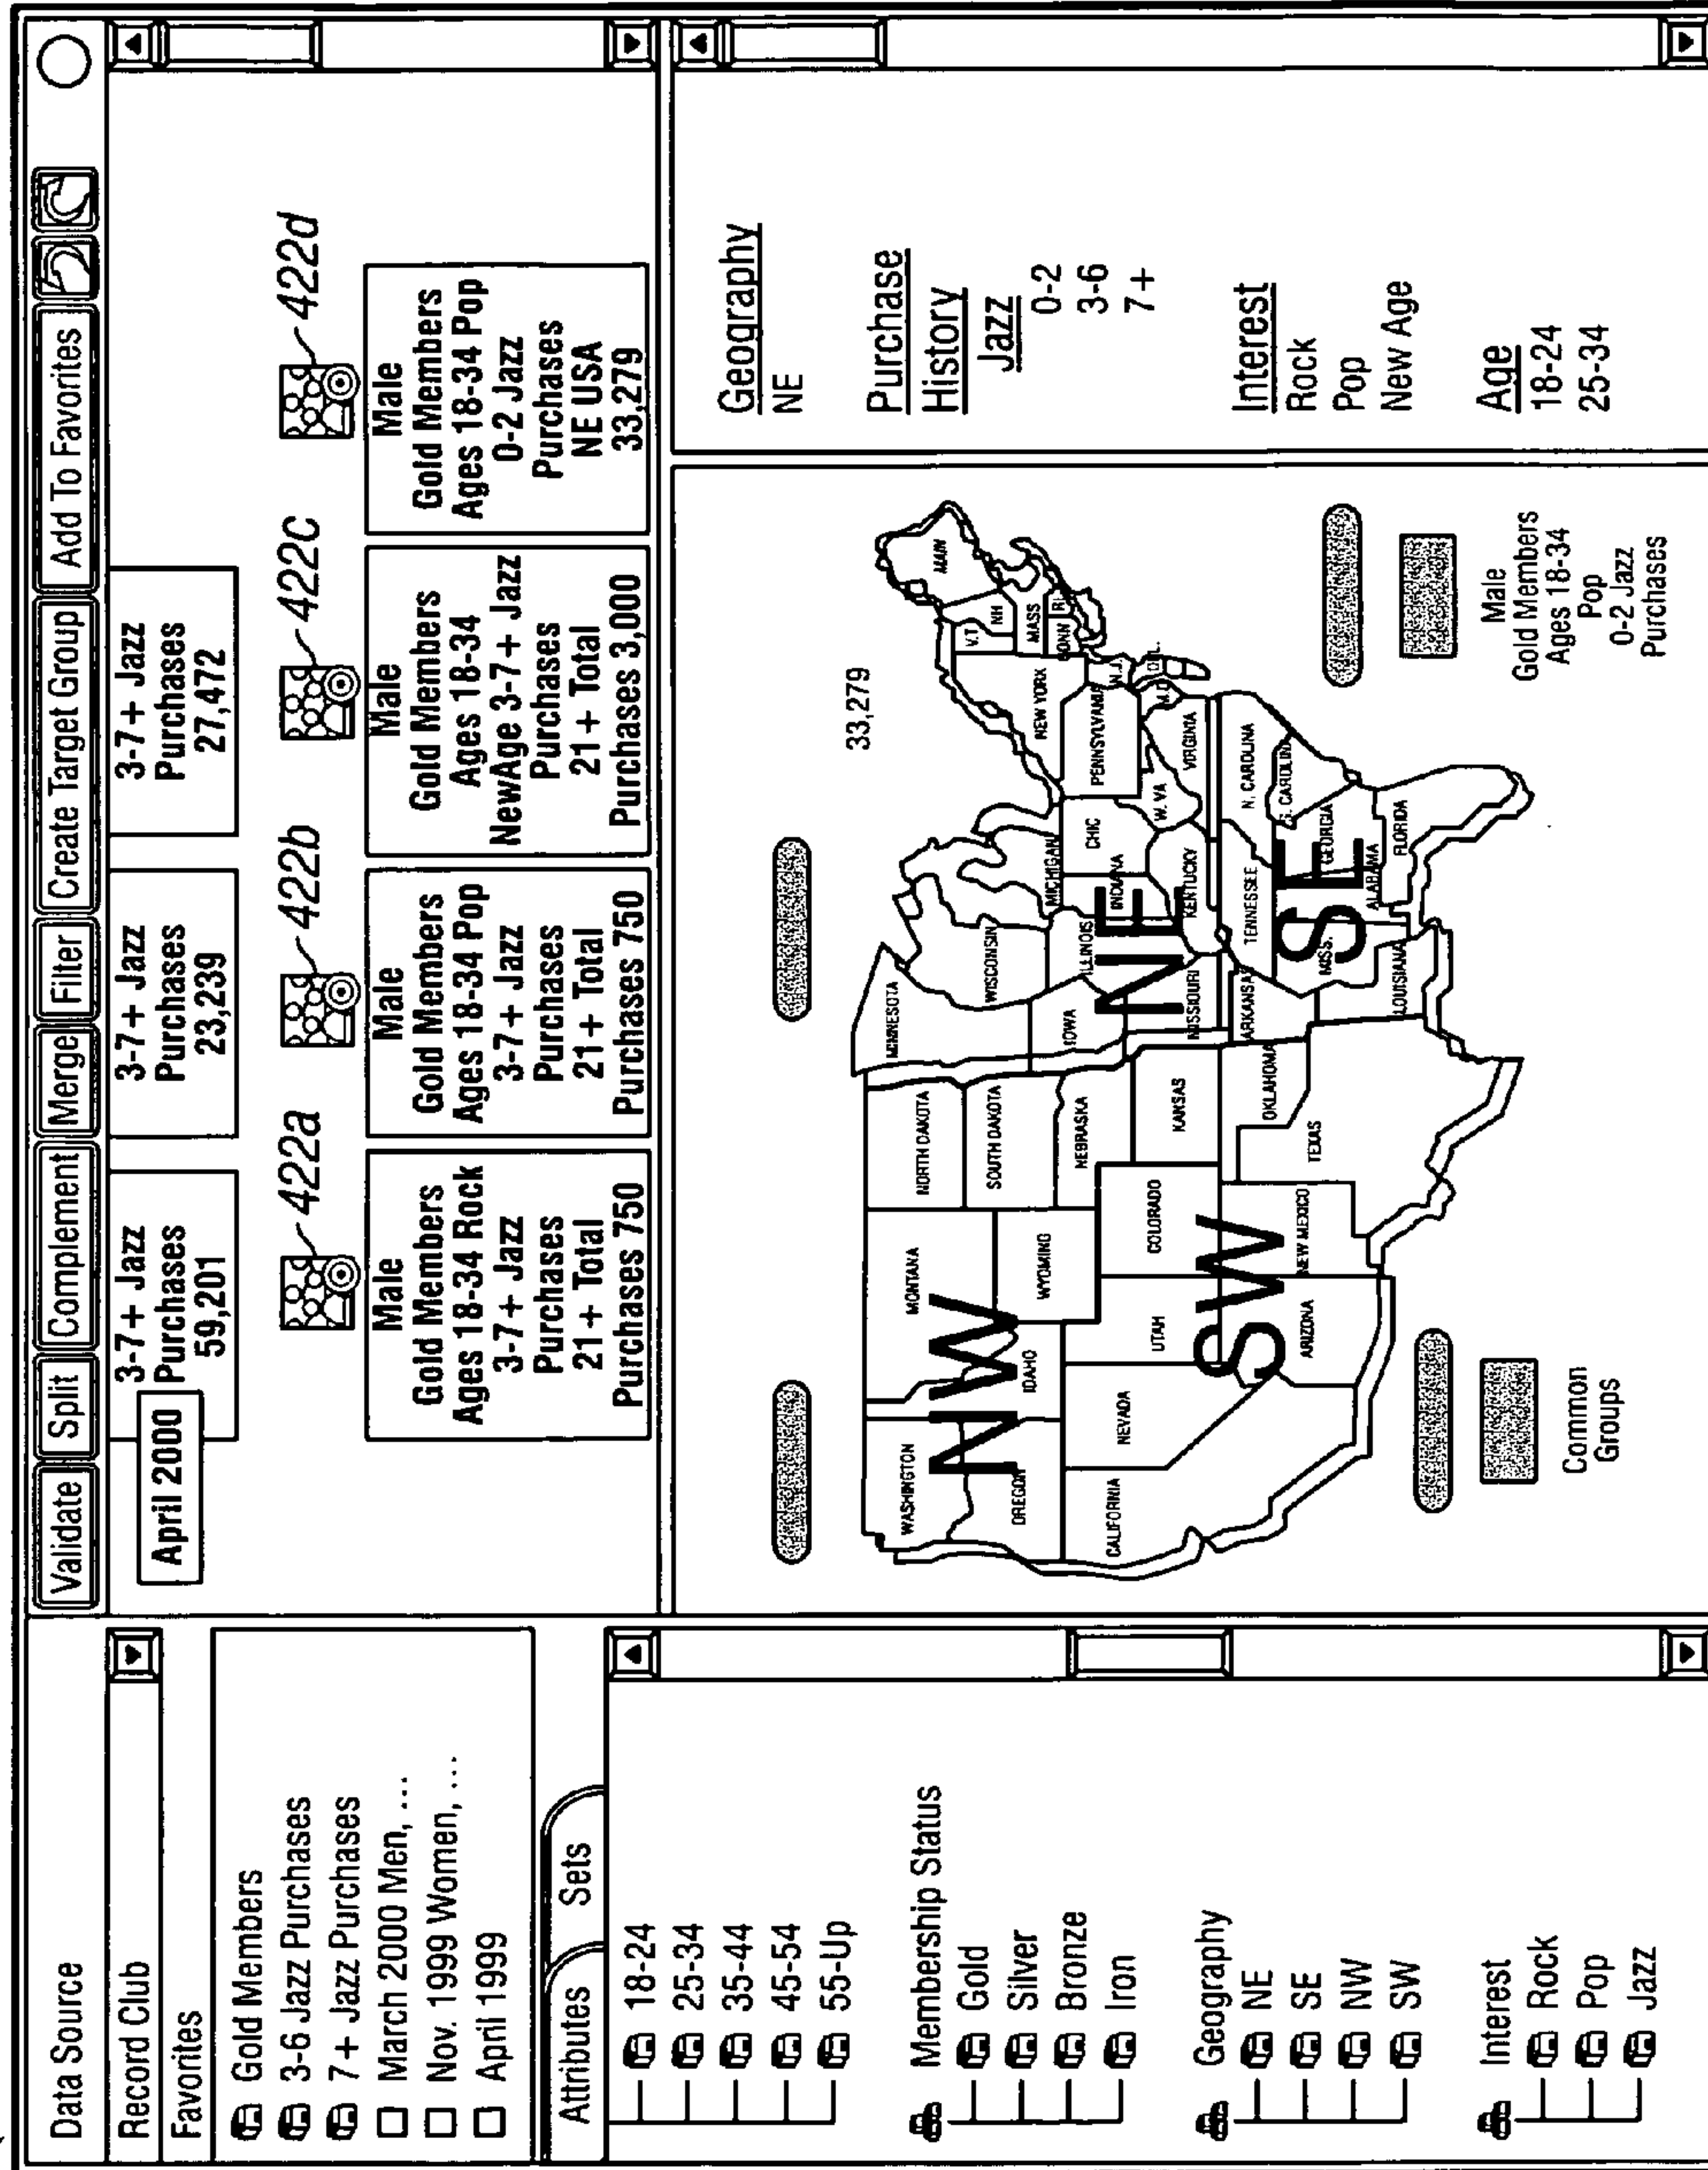 Data Source
Record Club
Favorites
Gold Members
3-6 Jazz Purchases
7+ Jazz Purchases
March 2000 Men, ...
Nov. 1999 Women, ...
April 1999
Attributes
Sets
18-24
25-34
35-44
45-54
55-Up
Membership Status
Gold
Silver
Bronze
Iron
Geography
NE
SE
NW
SW
Interest
Rock
Pop
Jazz
Validate Split Complement Merge Filter Create Target Group Add To Favorites
April 2000
3-7+ Jazz
Purchases
59,201
3-7+ Jazz
Purchases
23,239
3-7+ Jazz
Purchases
27,472
422a
422b
422c
422d
Male
Gold Members
Ages 18-34 Rock
3-7+ Jazz
Purchases
21+ Total
Purchases 750
Male
Gold Members
Ages 18-34 Pop
3-7+ Jazz
Purchases
21+ Total
Purchases 750
Male
Gold Members
Ages 18-34
NewAge 3-7+ Jazz
Purchases
21+ Total
Purchases 3,000
Male
Gold Members
Ages 18-34 Pop
0-2 Jazz
Purchases
NE USA
33,279
33,279
WASHINGTON
OREGON
CALIFORNIA
NEVADA
IDAHO
MONTANA
WYOMING
UTAH
ARIZONA
COLORADO
NEW MEXICO
NORTH DAKOTA
SOUTH DAKOTA
NEBRASKA
KANSAS
OKLAHOMA
TEXAS
MINNESOTA
IOWA
MISSOURI
ARKANSAS
LOUISIANA
WISCONSIN
ILLINOIS
MICHIGAN
INDIANA
CHIC
KENTUCKY
TENNESSEE
MISS.
ALABAMA
GEORGIA
FLORIDA
S. CAROLINA
N. CAROLINA
VIRGINIA
W. VA
PENNSYLVANIA
NEW YORK
V.T
NH
MAIN
MASS
R.I
CONN
N.J.
DEL.
M.D
NW
NE
SW
SE
Common
Groups
Male
Gold Members
Ages 18-34
Pop
0-2 Jazz
Purchases
Geography
NE
Purchase
History
Jazz
0-2
3-6
7+
Interest
Rock
Pop
New Age
Age
18-24
25-34